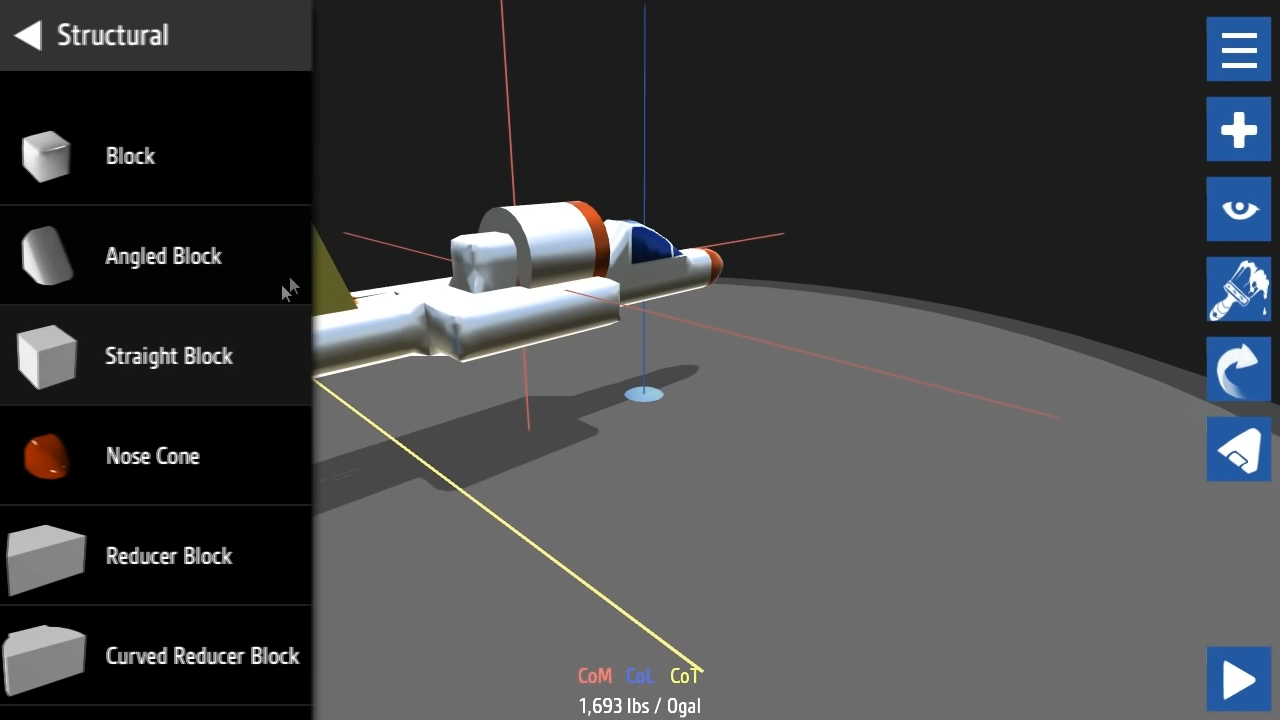 Structural
Block
Angled Block
Straight Block
Nose Cone
Reducer Block
Curved Reducer Block
CoM CoL CoT
1,693 lbs / 0gal